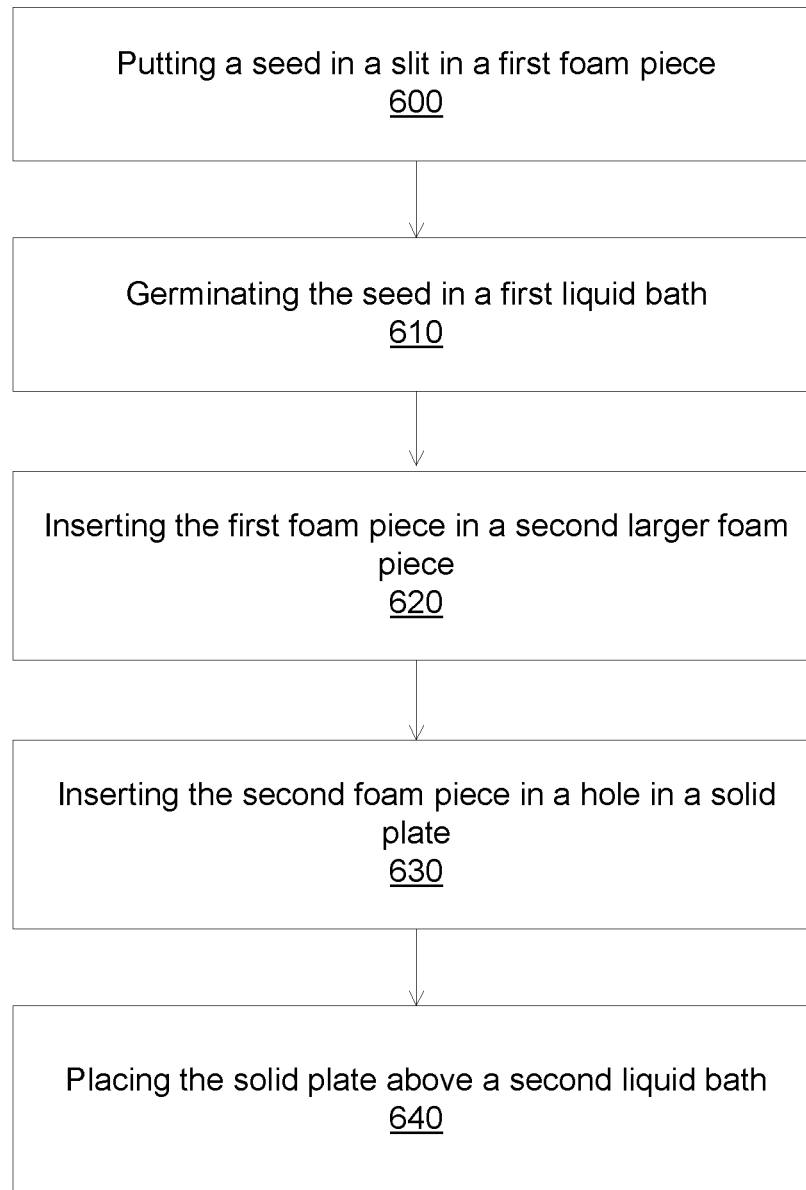 Putting a seed in a slit in a first foam piece
600
Germinating the seed in a first liquid bath
610
Inserting the first foam piece in a second larger foam
piece
620
Inserting the second foam piece in a hole in a solid
plate
630
Placing the solid plate above a second liquid bath
640